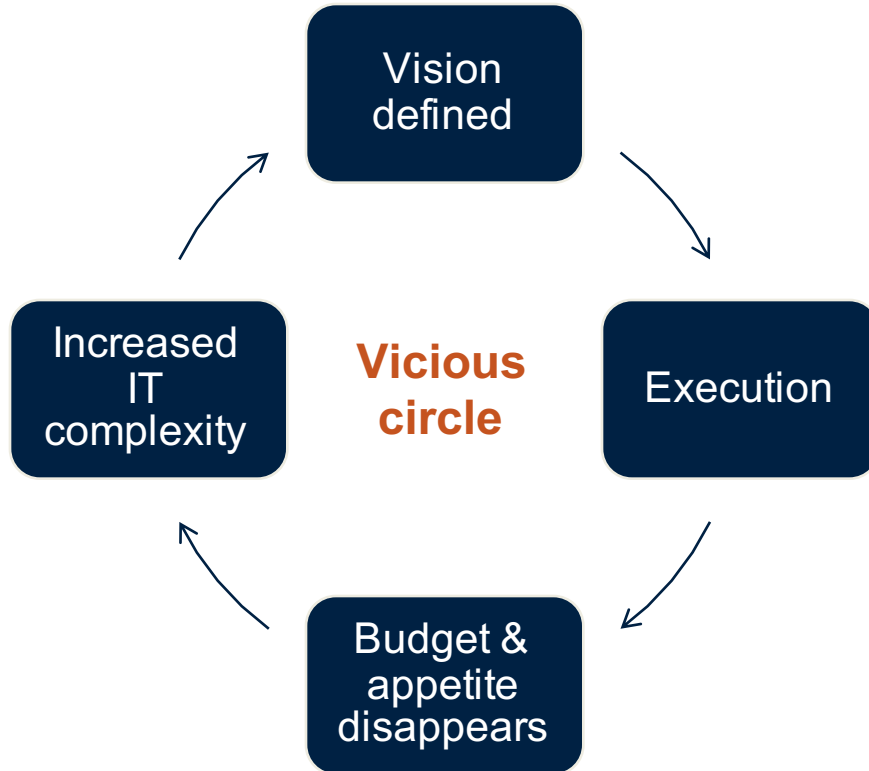 Vision
defined
Execution
Budget &
appetite
disappears
Increased
IT
complexity
Vicious
circle